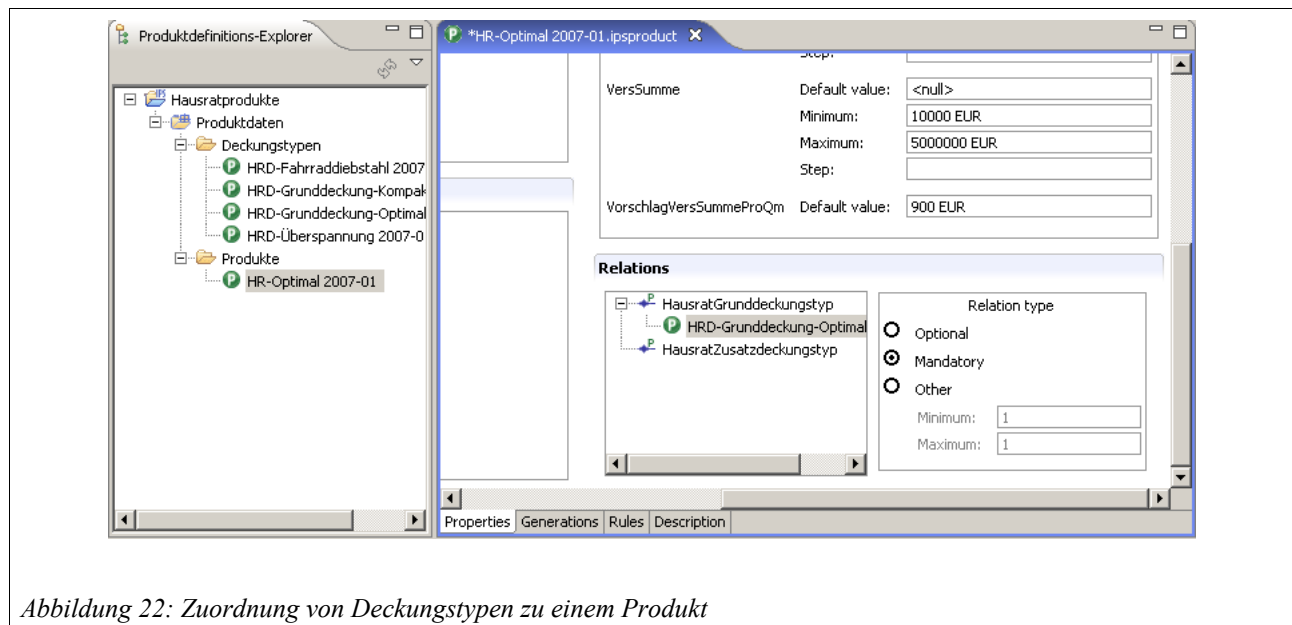 Produktdefinitions-Explorer
Hausratprodukte
Produktdaten
Deckungstypen
HRD-Fahrraddiebstahl 2007
HRD-Grunddeckung-Kompak
HRD-Grunddeckung-Optimal
HRD-Überspannung 2007-0
Produkte
HR-Optimal 2007-01
*HR-Optimal 2007-01.ipsproduct
Step:
VersSumme Default value: <null>
Minimum: 10000 EUR
Maximum: 5000000 EUR
Step:
VorschlagVersSummeProQm Default value: 900 EUR
Relations
HausratGrunddeckungstyp
HRD-Grunddeckung-Optimal
HausratZusatzdeckungstyp
Relation type
Optional
Mandatory
Other
Minimum: 1
Maximum: 1
Properties Generations Rules Description
Abbildung 22: Zuordnung von Deckungstypen zu einem Produkt